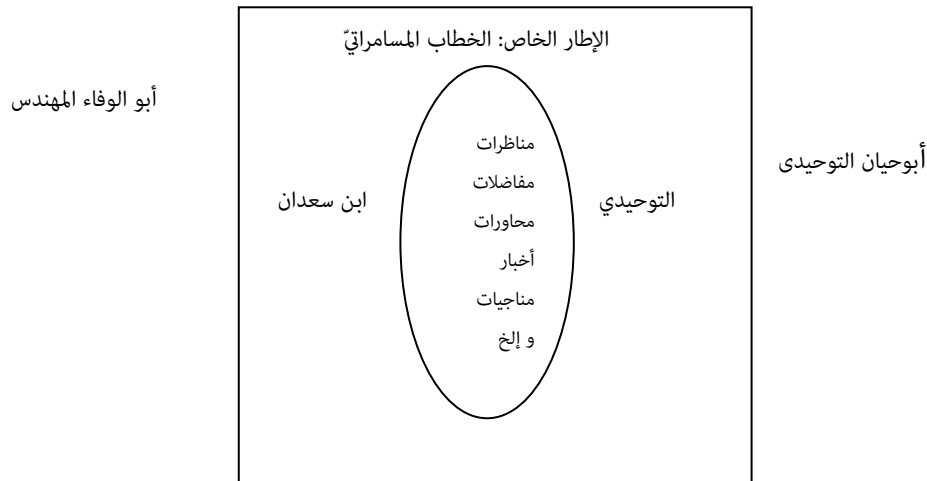 الإطار الخاص: الخطاب المسامراتيّ
أبو الوفاء المهندس
أبوحيان التوحيدى
ابن سعدان
التوحيدي
مناظرات
مفاضلات
محاورات
أخبار
مناجيات
و إلخ